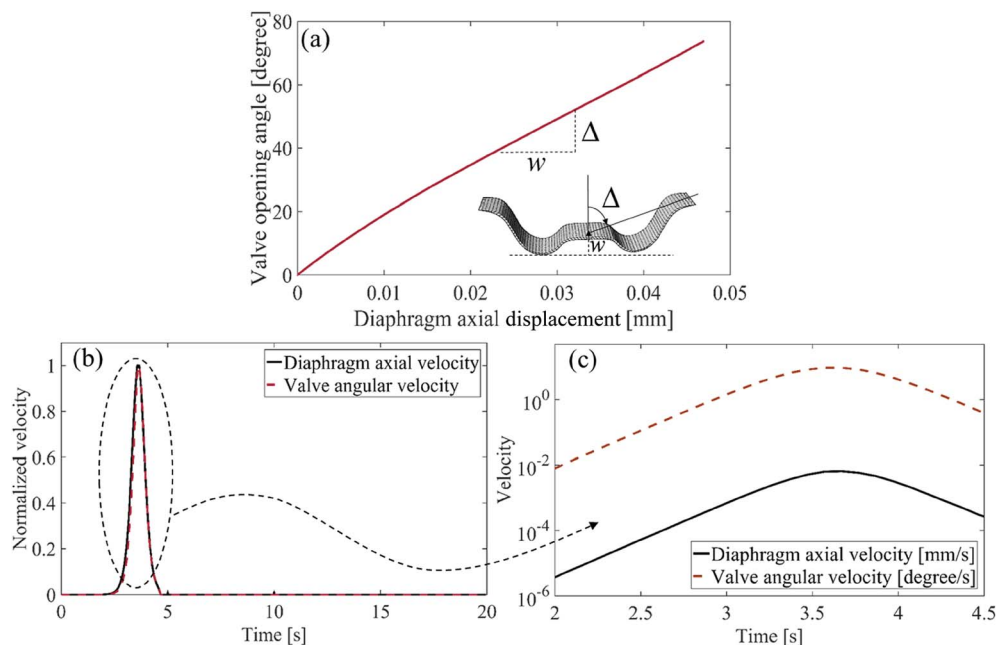 (a)
Valve opening angle [degree]
80
60
40
20
0
Δ
w
Δ
w
0
0.01
0.02
0.03
0.04
0.05
Diaphragm axial displacement [mm]
(b)
Normalized velocity
1
0.8
0.6
0.4
0.2
0
Diaphragm axial velocity
Valve angular velocity
0
5
10
15
20
Time [s]
(c)
Velocity
10^0
10^-2
10^-4
10^-6
Diaphragm axial velocity [mm/s]
Valve angular velocity [degree/s]
2
2.5
3
3.5
4
4.5
Time [s]